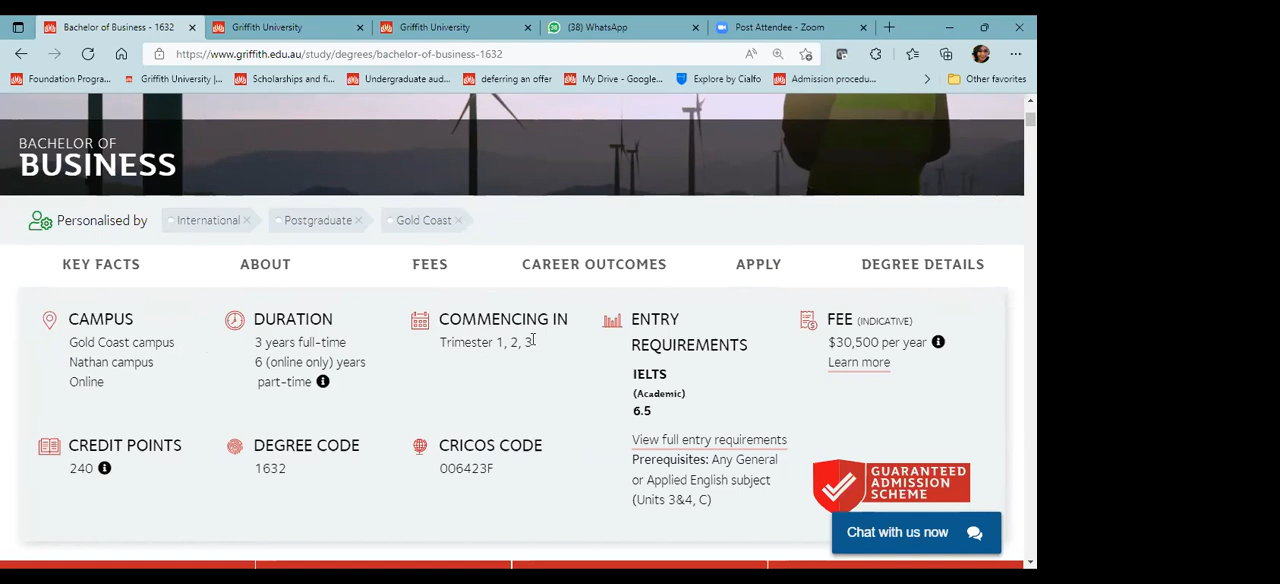 Bachelor of Business - 1632
Griffith University
Griffith University
(38) WhatsApp
Post Attendee - Zoom
https://www.griffith.edu.au/study/degrees/bachelor-of-business-1632
Foundation Progra...
Griffith University |...
Scholarships and fi...
Undergraduate aud...
deferring an offer
My Drive - Google...
Explore by Cialfo
Admission procedu...
Other favorites
BACHELOR OF
BUSINESS
Personalised by
International
Postgraduate
Gold Coast
KEY FACTS
ABOUT
FEES
CAREER OUTCOMES
APPLY
DEGREE DETAILS
CAMPUS
Gold Coast campus
Nathan campus
Online
DURATION
3 years full-time
6 (online only) years
part-time
COMMENCING IN
Trimester 1, 2, 3
ENTRY
REQUIREMENTS
IELTS
(Academic)
6.5
View full entry requirements
Prerequisites: Any General
or Applied English subject
(Units 3&4, C)
FEE (INDICATIVE)
$30,500 per year
Learn more
CREDIT POINTS
240
DEGREE CODE
1632
CRICOS CODE
006423F
GUARANTEED
ADMISSION
SCHEME
Chat with us now